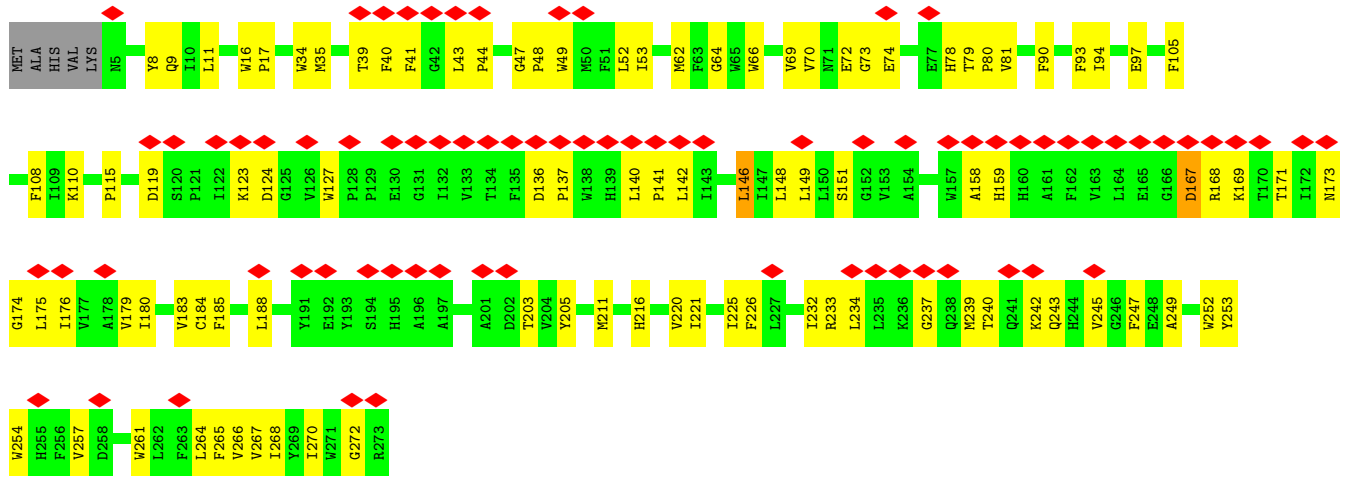 MET ALA HIS VAL LYS N5 Y8 Q9 I10 L11 W16 P17 W34 M35 T39 F40 F41 G42 L43 P44 G47 P48 W49 M50 F51 L52 I53 M62 F63 G64 W65 W66 V69 V70 N71 E72 G73 E74 E77 H78 T79 P80 V81 F90 F93 I94 E97 F105
F108 I109 K110 P115 D119 S120 P121 I122 K123 D124 G125 V126 W127 P128 P129 E130 G131 I132 V133 T134 F135 D136 P137 W138 H139 L140 P141 L142 I143 L146 I147 L148 L149 L150 S151 G152 V153 A154 W157 A158 H159 H160 A161 F162 V163 L164 E165 G166 D167 R168 K169 T170 T171 I172 N173
G174 L175 I176 V177 A178 V179 I180 V183 C184 F185 L188 Y191 E192 Y193 S194 H195 A196 A197 A201 D202 T203 V204 Y205 M211 H216 V220 I221 I225 F226 L227 I232 R233 L234 L235 K236 G237 Q238 M239 T240 Q241 K242 Q243 H244 V245 G246 F247 E248 A249 W252 Y253
W254 H255 F256 V257 D258 W261 L262 F263 L264 F265 V266 V267 I268 Y269 I270 W271 G272 R273